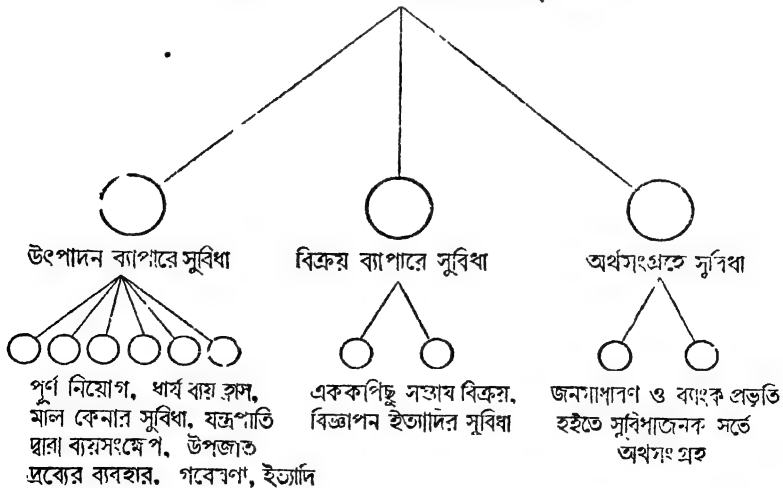 উৎপাদন ব্যাপারে সুবিধা
বিক্রয় ব্যাপারে সুবিধা
অর্থসংগ্রহে সুবিধা
পূর্ণ নিয়োগ, ধার্য ব্যয় হ্রাস,
মাল কেনার সুবিধা, যন্ত্রপাতি
দ্বারা ব্যয়সংক্ষেপ, উপজাত
দ্রব্যের ব্যবহার, গবেষণা, ইত্যাদি
এককপিছু সস্তায় বিক্রয়,
বিজ্ঞাপন ইত্যাদির সুবিধা
জনসাধারণ ও ব্যাংক প্রভৃতি
হইতে সুবিধাজনক সর্তে
অর্থসংগ্রহ